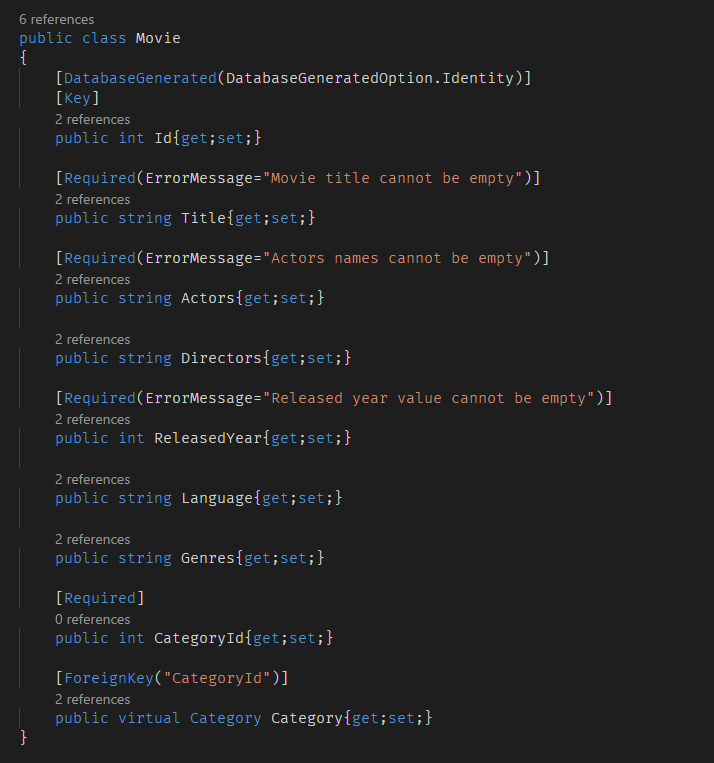 6 references
public class Movie
{
[DatabaseGenerated(DatabaseGeneratedOption.Identity)]
[Key]
2 references
public int Id{get;set;}
[Required(ErrorMessage="Movie title cannot be empty")]
2 references
public string Title{get;set;}
[Required(ErrorMessage="Actors names cannot be empty")]
2 references
public string Actors{get;set;}
2 references
public string Directors{get;set;}
[Required(ErrorMessage="Released year value cannot be empty")]
2 references
public int ReleasedYear{get;set;}
2 references
public string Language{get;set;}
2 references
public string Genres{get;set;}
[Required]
0 references
public int CategoryId{get;set;}
[ForeignKey("CategoryId")]
2 references
public virtual Category Category{get;set;}
}